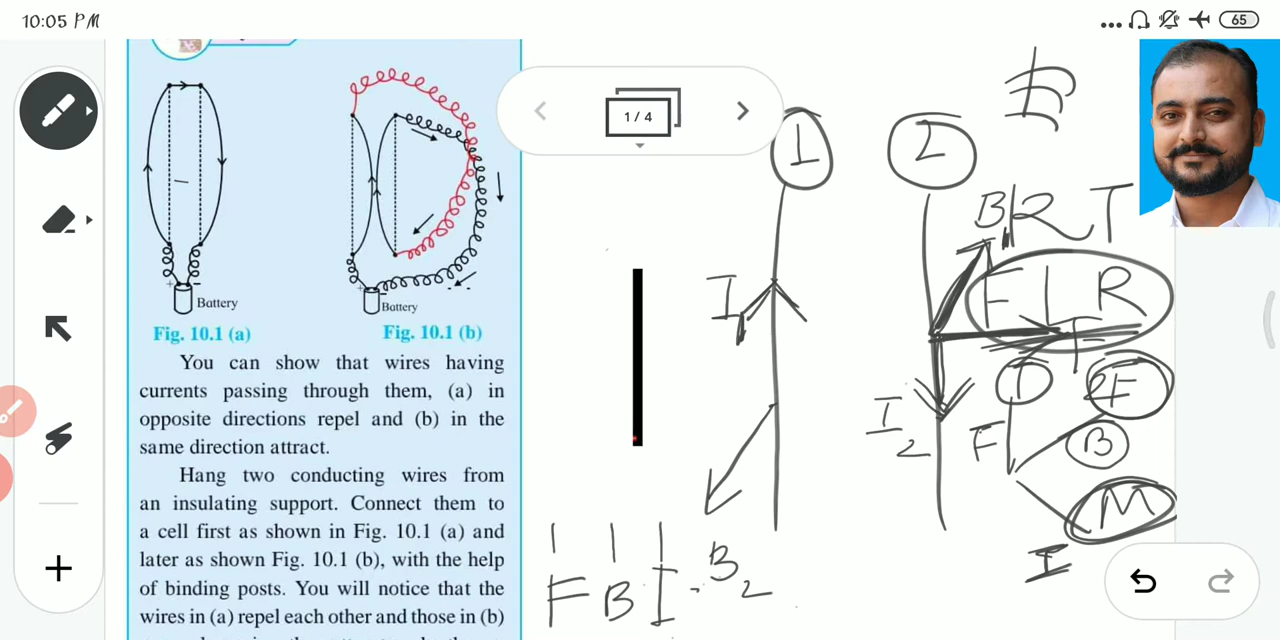 10:05 PM
65
1 / 4
Battery
Battery
Fig. 10.1 (a)
Fig. 10.1 (b)
You can show that wires having
currents passing through them, (a) in
opposite directions repel and (b) in the
same direction attract.
Hang two conducting wires from
an insulating support. Connect them to
a cell first as shown in Fig. 10.1 (a) and
later as shown Fig. 10.1 (b), with the help
of binding posts. You will notice that the
wires in (a) repel each other and those in (b)
1
2
B1
R T
F L R
I1
I2
T
F
B
M
I
F B I
B2